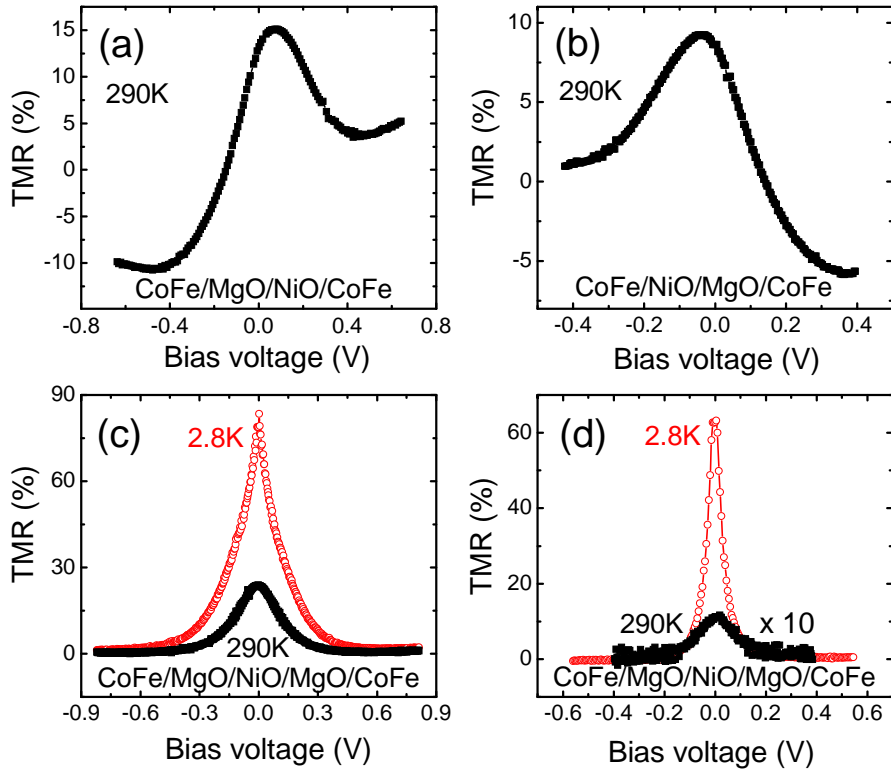 (a)
290K
TMR (%)
15
10
5
0
-5
-10
CoFe/MgO/NiO/CoFe
-0.8 -0.4 0.0 0.4 0.8
Bias voltage (V)
(b)
290K
TMR (%)
10
5
0
-5
CoFe/NiO/MgO/CoFe
-0.4 -0.2 0.0 0.2 0.4
Bias voltage (V)
(c)
2.8K
TMR (%)
90
60
30
0
290K
CoFe/MgO/NiO/MgO/CoFe
-0.9 -0.6 -0.3 0.0 0.3 0.6 0.9
Bias voltage (V)
(d)
2.8K
TMR (%)
60
40
20
0
290K
x 10
CoFe/MgO/NiO/MgO/CoFe
-0.6 -0.4 -0.2 0.0 0.2 0.4 0.6
Bias voltage (V)